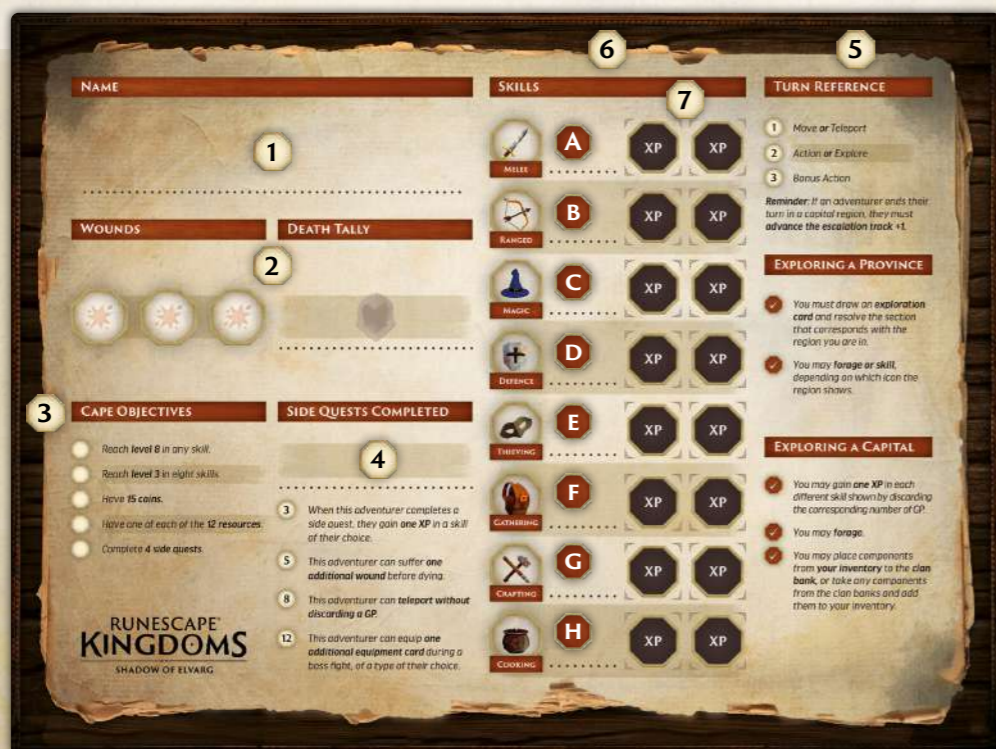 6
5
NAME
SKILLS
7
TURN REFERENCE
1
WOUNDS
DEATH TALLY
2
3
CAPE OBJECTIVES
Reach level 8 in any skill.
Reach level 3 in eight skills.
Have 15 coins.
Have one of each of the 12 resources.
Complete 4 side quests.
RUNESCAPE®
KINGDOMS
SHADOW OF ELVARG
SIDE QUESTS COMPLETED
4
3 When this adventurer completes a
side quest, they gain one XP in a skill
of their choice.
5 This adventurer can suffer one
additional wound before dying.
8 This adventurer can teleport without
discarding a GP.
12 This adventurer can equip one
additional equipment card during a
boss fight, of a type of their choice.
A XP XP
MELEE
B XP XP
RANGED
C XP XP
MAGIC
D XP XP
DEFENCE
E XP XP
THIEVING
F XP XP
GATHERING
G XP XP
CRAFTING
H XP XP
COOKING
1 Move or Teleport
2 Action or Explore
3 Bonus Action
Reminder: If an adventurer ends their
turn in a capital region, they must
advance the escalation track +1.
EXPLORING A PROVINCE
You must draw an exploration
card and resolve the section
that corresponds with the
region you are in.
You may forage or skill,
depending on which icon the
region shows.
EXPLORING A CAPITAL
You may gain one XP in each
different skill shown by discarding
the corresponding number of GP.
You may forage.
You may place components
from your inventory to the clan
bank, or take any components
from the clan banks and add
them to your inventory.